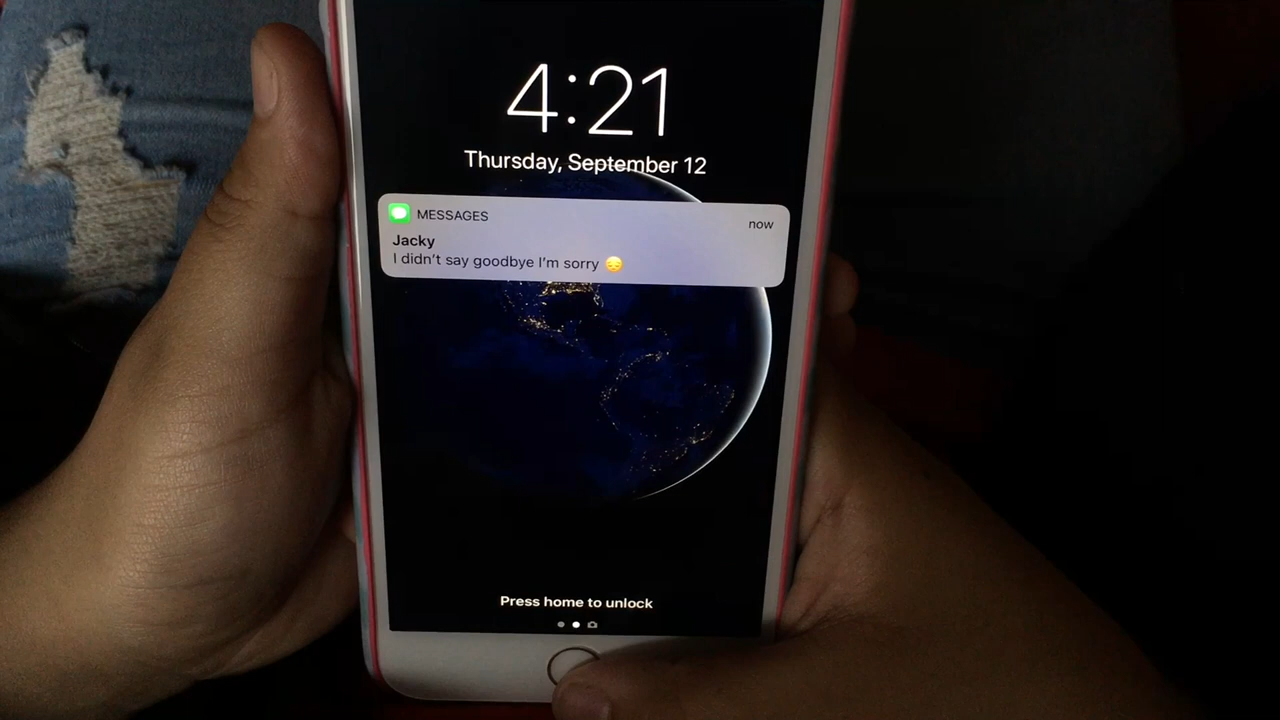 4:21
Thursday, September 12
MESSAGES now
Jacky
I didn't say goodbye I'm sorry 😔
Press home to unlock